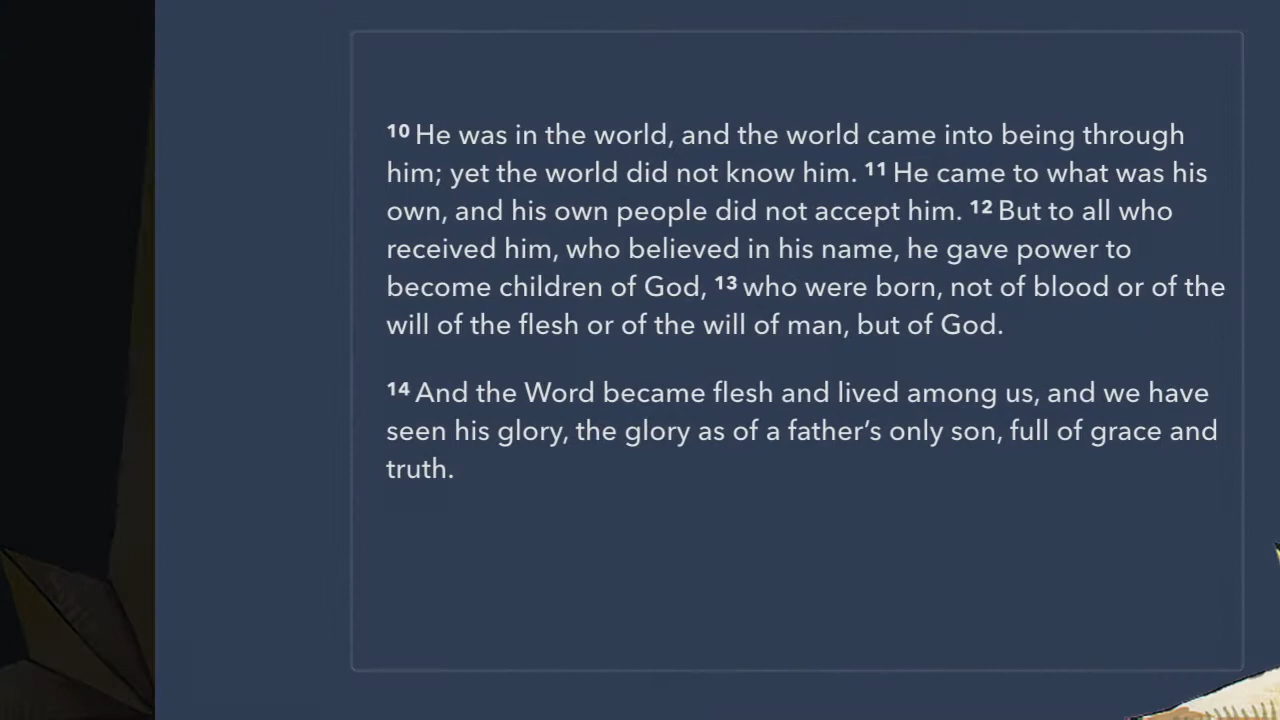 10 He was in the world, and the world came into being through
him; yet the world did not know him. 11 He came to what was his
own, and his own people did not accept him. 12 But to all who
received him, who believed in his name, he gave power to
become children of God, 13 who were born, not of blood or of the
will of the flesh or of the will of man, but of God.
14 And the Word became flesh and lived among us, and we have
seen his glory, the glory as of a father’s only son, full of grace and
truth.